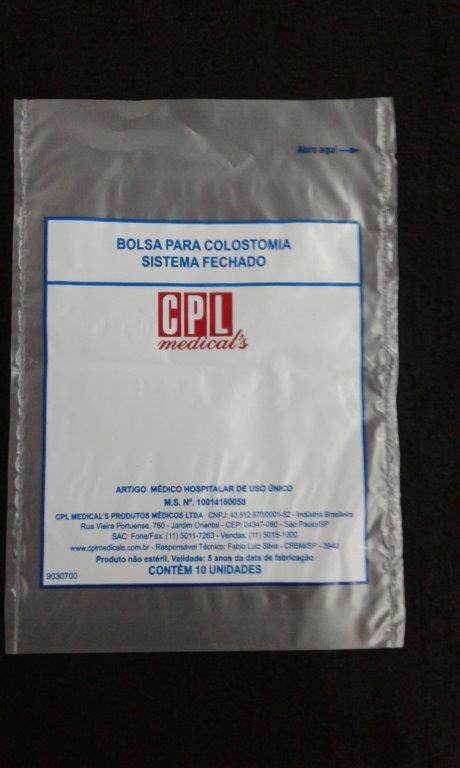 Abra aqui
BOLSA PARA COLOSTOMIA
SISTEMA FECHADO
CPL
medical's
ARTIGO MÉDICO HOSPITALAR DE USO ÚNICO
M.S. Nº. 10014160058
CPL MEDICAL'S PRODUTOS MÉDICOS LTDA CNPJ: 43.512.870/0001-52 - Indústria Brasileira
Rua Vieira Portuense, 760 - Jardim Oriental - CEP: 04347-080 - São Paulo/SP
SAC: Fone/Fax: (11) 5011-7263 - Vendas: (11) 5015-1000
www.cplmedicals.com.br - Responsável Técnico: Fabio Luiz Silva - CRBM/SP - 3940
Produto não estéril. Validade: 5 anos da data de fabricação
CONTÉM 10 UNIDADES
9030700